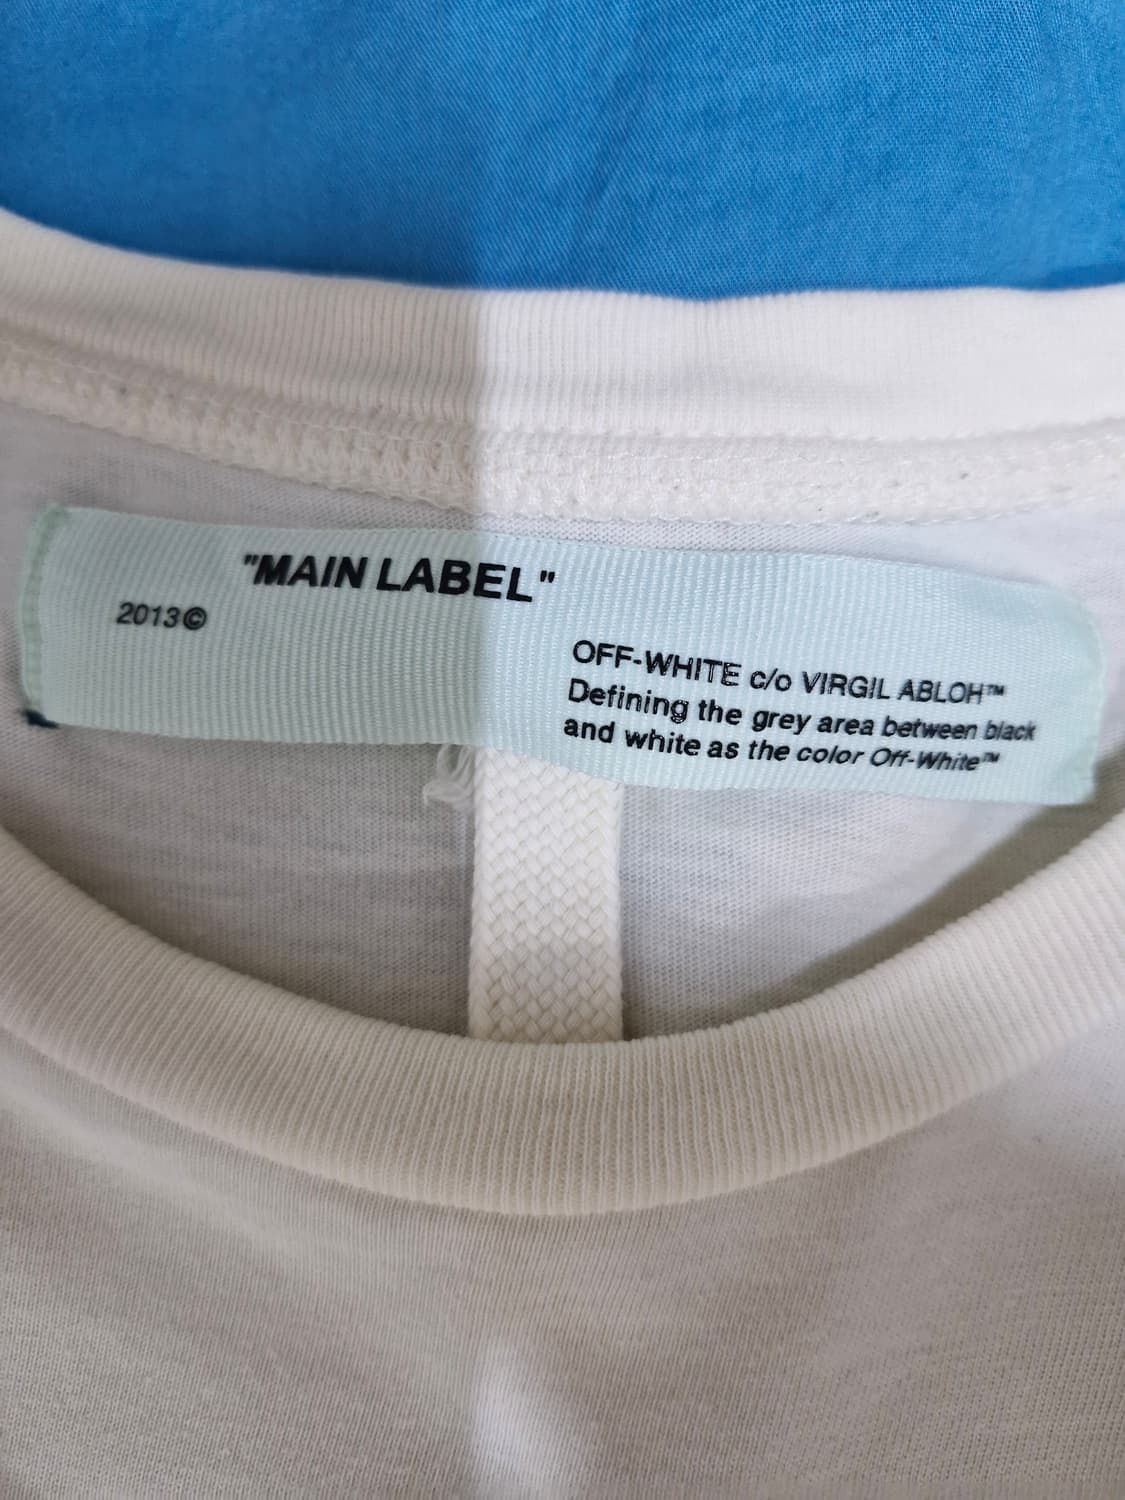 "MAIN LABEL"
2013©
OFF-WHITE c/o VIRGIL ABLOH™
Defining the grey area between black
and white as the color Off-White™